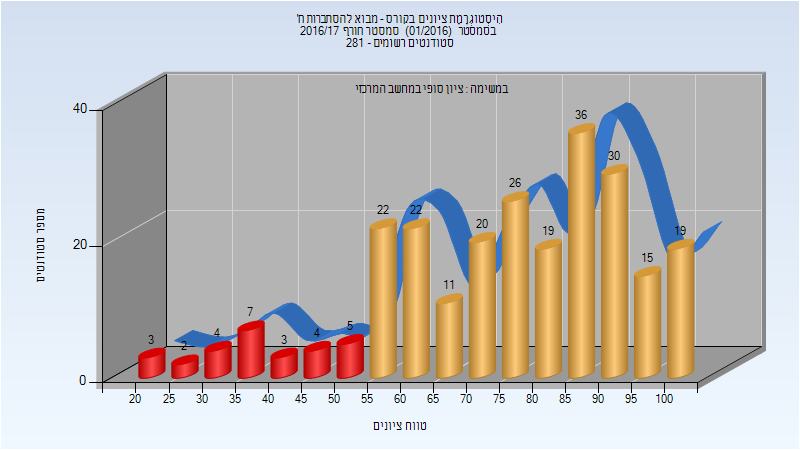 היסטוגרמת ציונים בקורס - מבוא להסתברות ח'
בסמסטר (01/2016) סמסטר חורף 2016/17
סטודנטים רשומים - 281
במשימה : ציון סופי במחשב המרכזי
מספר סטודנטים
40
20
0
3
2
4
7
3
4
5
22
22
11
20
26
19
36
30
15
19
20 25 30 35 40 45 50 55 60 65 70 75 80 85 90 95 100
טווח ציונים